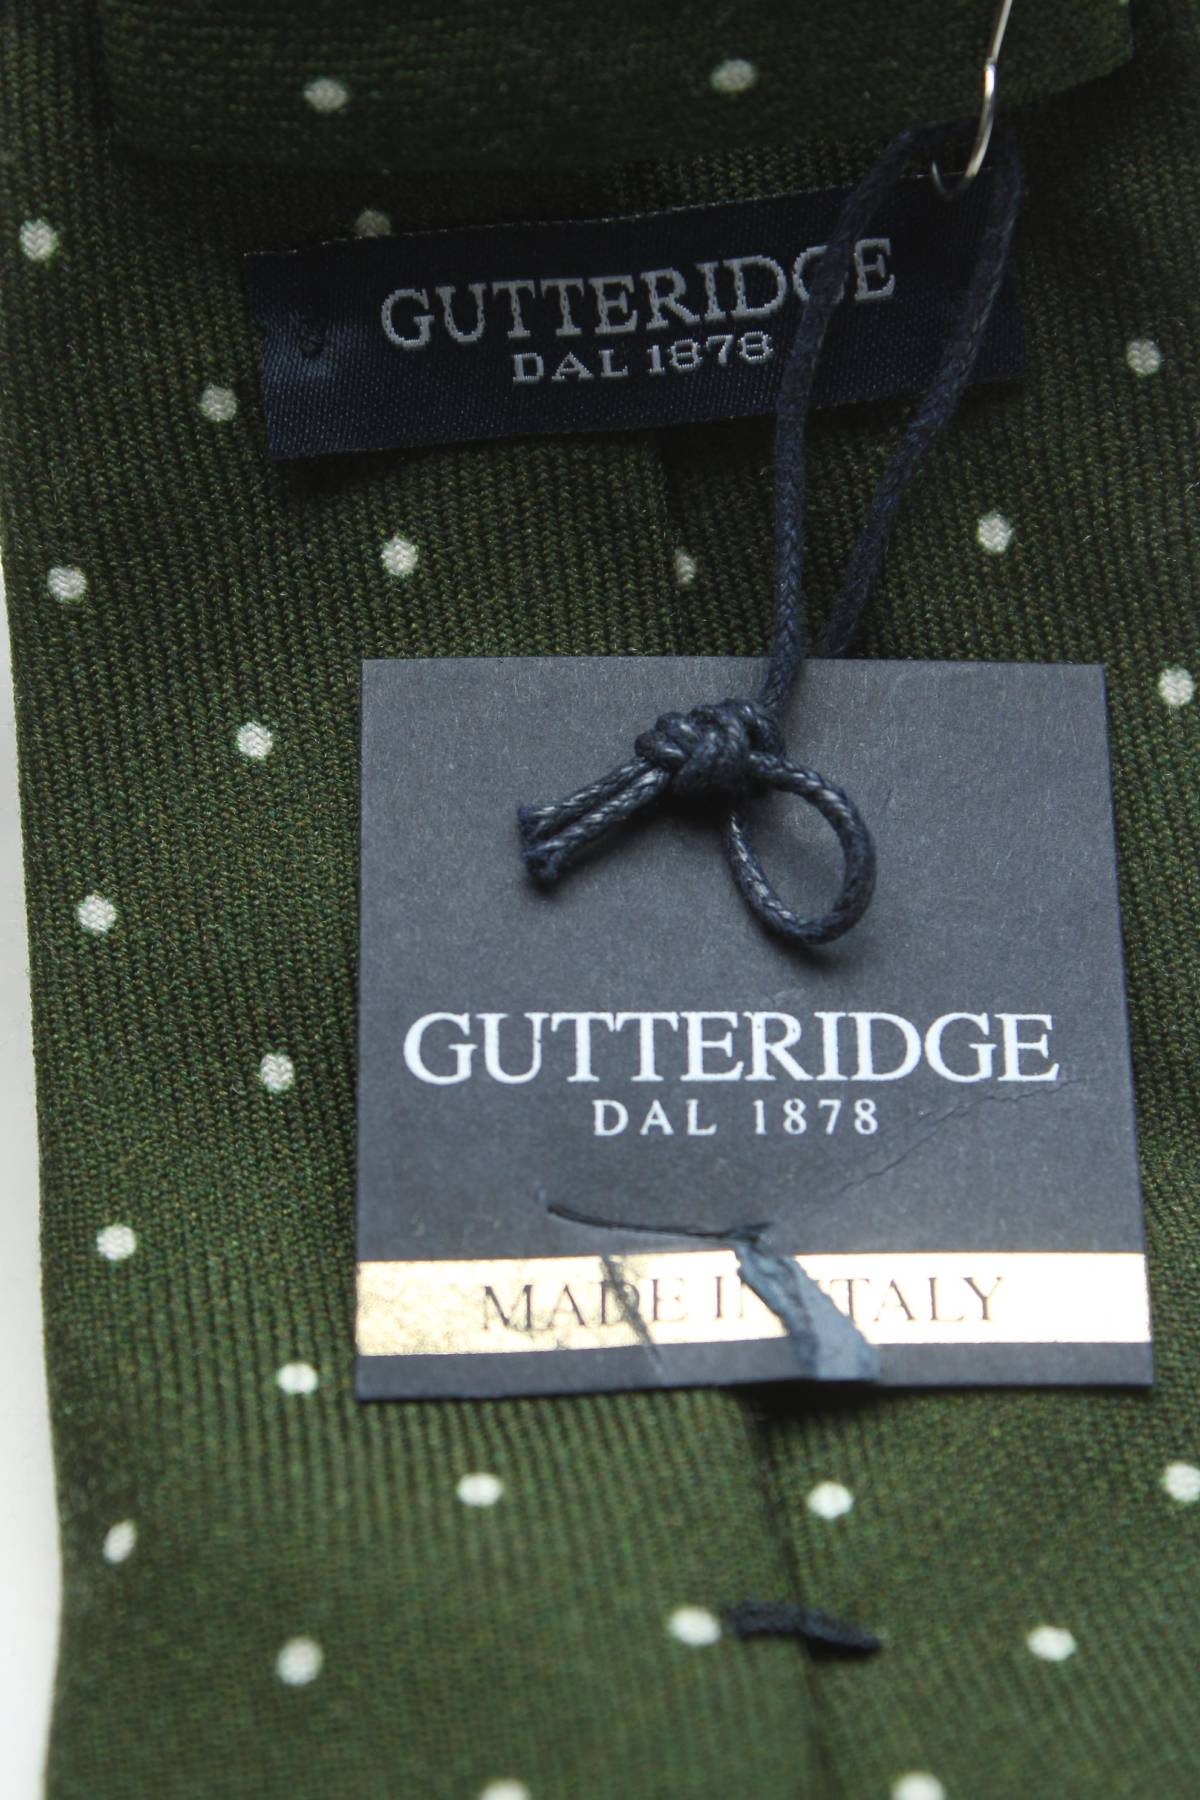 GUTTERIDGE
DAL 1878
GUTTERIDGE
DAL 1878
MADE IN ITALY